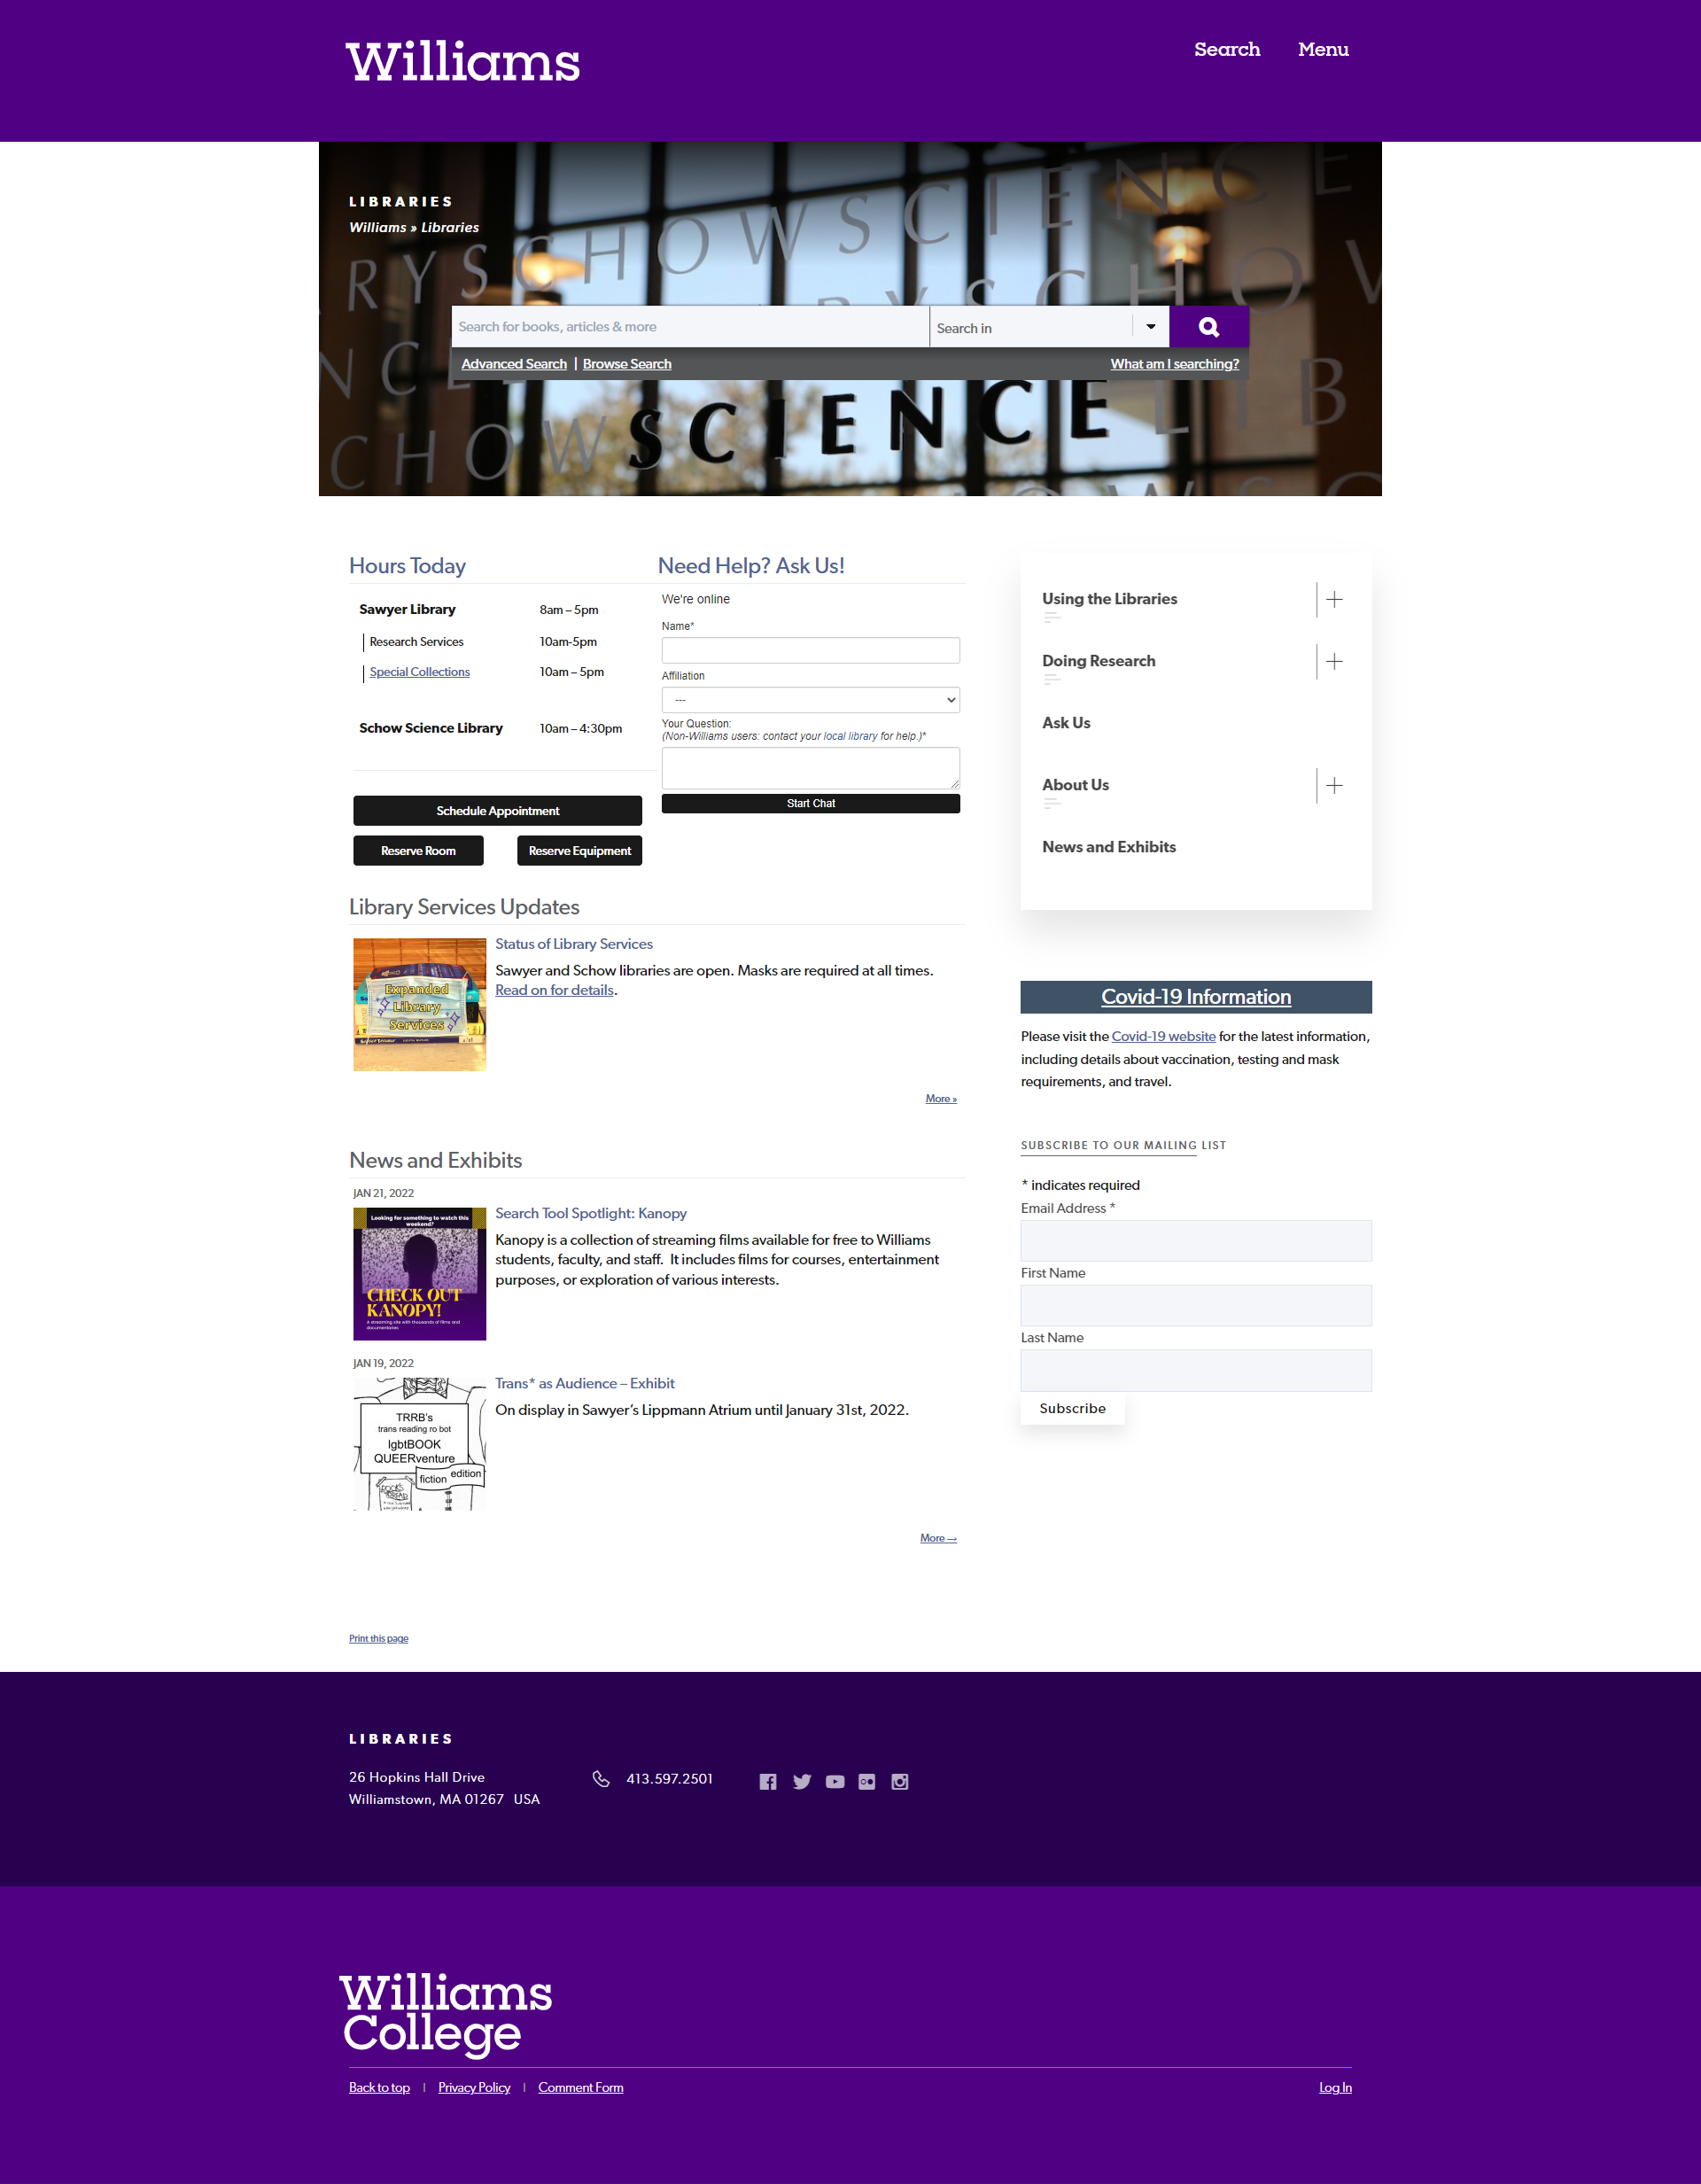 Williams
Search
Menu
LIBRARIES
Williams » Libraries
Search for books, articles & more
Search in
Advanced Search | Browse Search
What am I searching?
SCIENCE
Hours Today
Sawyer Library 8am – 5pm
Research Services 10am-5pm
Special Collections 10am – 5pm
Schow Science Library 10am – 4:30pm
Schedule Appointment
Reserve Room
Reserve Equipment
Need Help? Ask Us!
We're online
Name*
Affiliation
---
Your Question:
(Non-Williams users: contact your local library for help.)*
Start Chat
Using the Libraries
Doing Research
Ask Us
About Us
News and Exhibits
Library Services Updates
Expanded
Library
Services
Status of Library Services
Sawyer and Schow libraries are open. Masks are required at all times.
Read on for details.
More »
Covid-19 Information
Please visit the Covid-19 website for the latest information,
including details about vaccination, testing and mask
requirements, and travel.
SUBSCRIBE TO OUR MAILING LIST
* indicates required
Email Address *
First Name
Last Name
Subscribe
News and Exhibits
JAN 21, 2022
Looking for something to watch this
weekend?
CHECK OUT
KANOPY!
A streaming site with thousands of films and
documentaries
Search Tool Spotlight: Kanopy
Kanopy is a collection of streaming films available for free to Williams
students, faculty, and staff. It includes films for courses, entertainment
purposes, or exploration of various interests.
JAN 19, 2022
TRRB's
trans reading ro bot
lgbtBOOK
QUEERventure
fiction edition
Trans* as Audience – Exhibit
On display in Sawyer’s Lippmann Atrium until January 31st, 2022.
More →
Print this page
LIBRARIES
26 Hopkins Hall Drive
Williamstown, MA 01267 USA
413.597.2501
Williams
College
Back to top | Privacy Policy | Comment Form
Log In